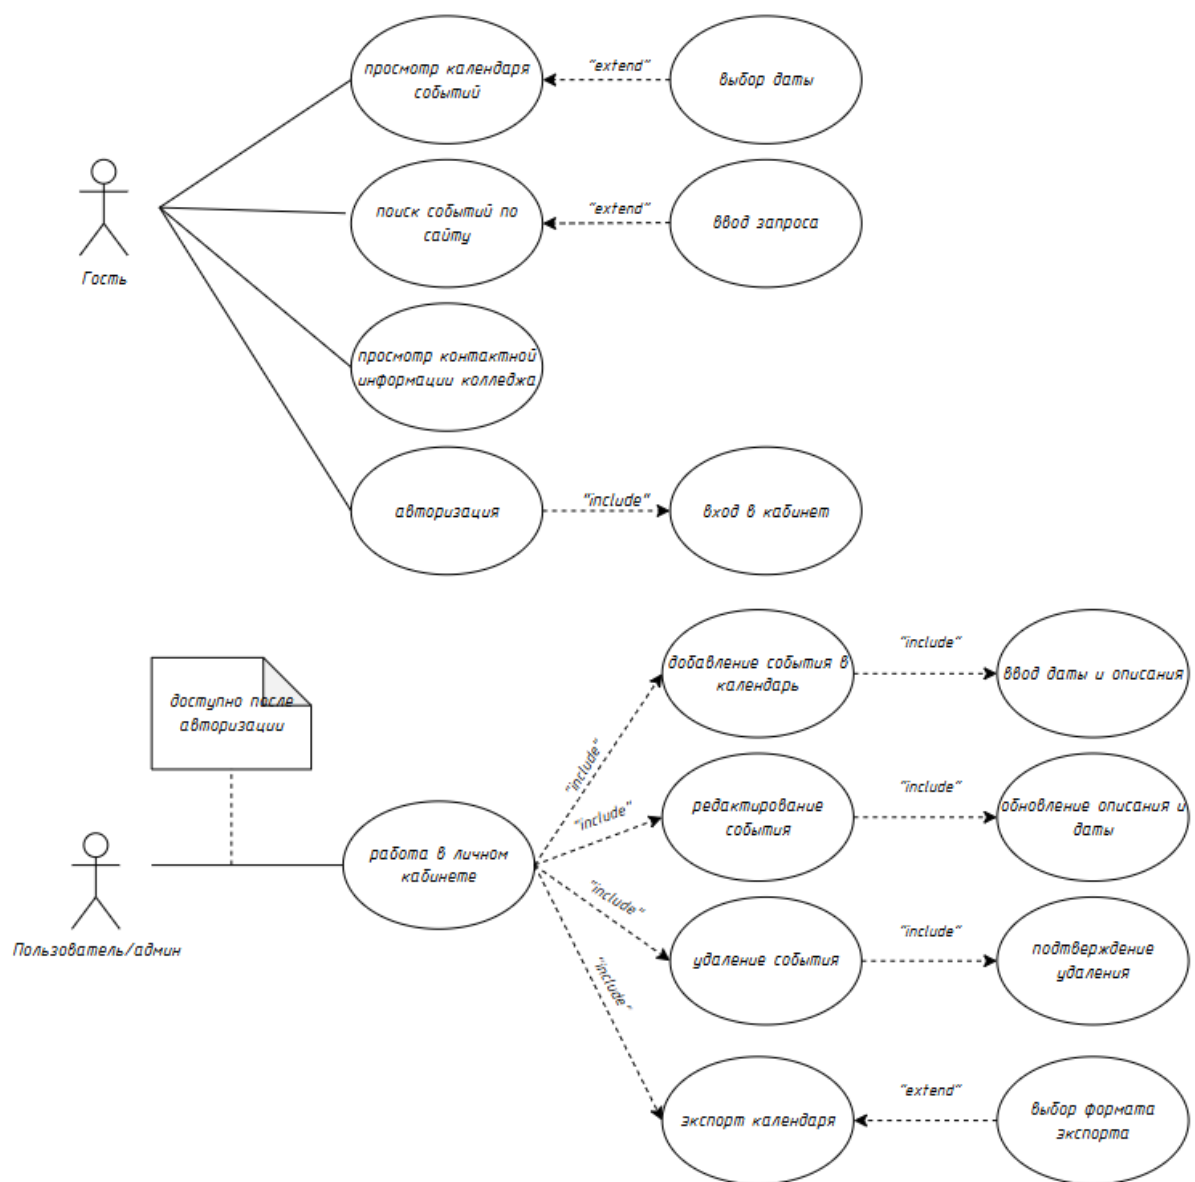 просмотр календаря
событий
"extend"
выбор даты
Гость
поиск событий по
сайту
"extend"
ввод запроса
просмотр контактной
информации колледжа
авторизация
"include"
вход в кабинет
доступно после
авторизации
Пользователь/админ
работа в личном
кабинете
"include"
добавление события в
календарь
"include"
ввод даты и описания
"include"
редактирование
события
"include"
обновление описания и
даты
"include"
удаление события
"include"
подтверждение
удаления
"include"
экспорт календаря
"extend"
выбор формата
экспорта